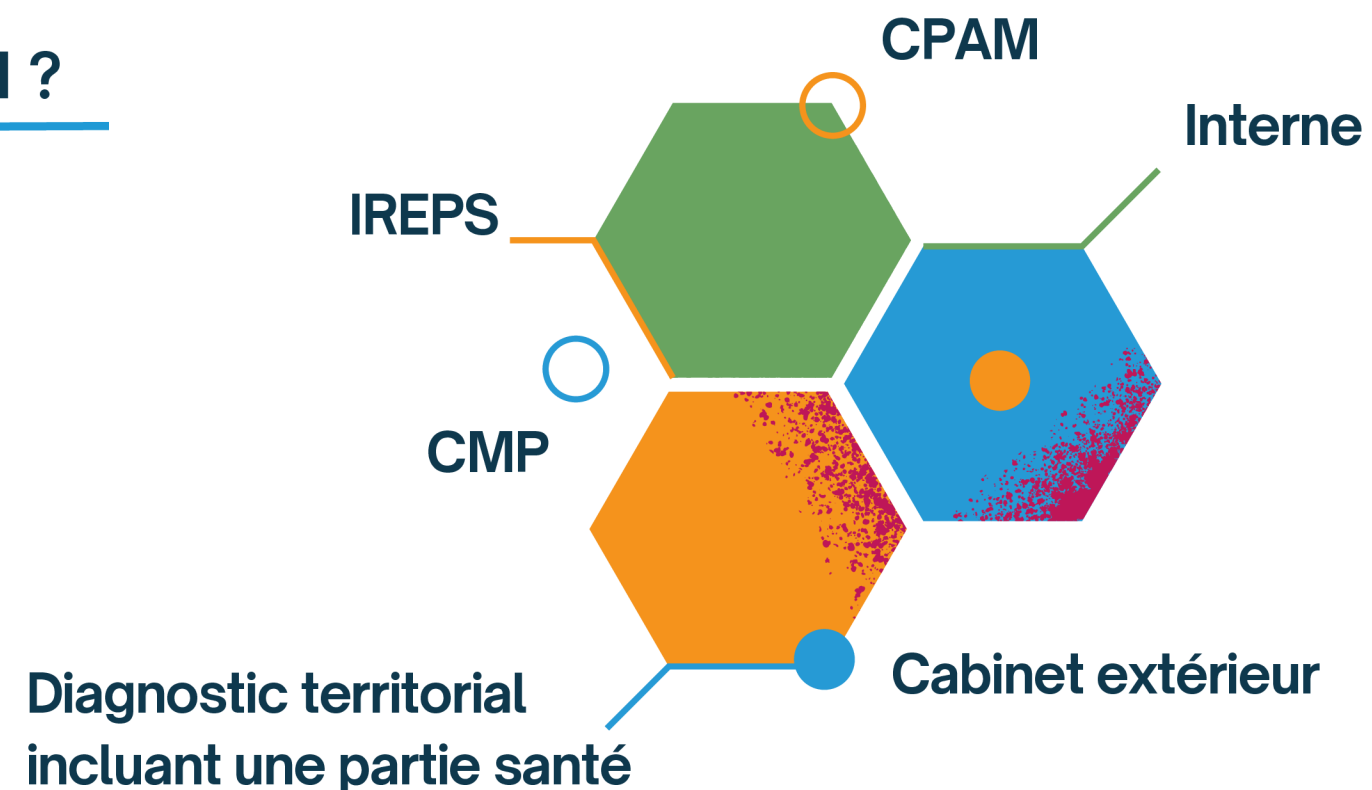 ?
CPAM
Interne
IREPS
CMP
Cabinet extérieur
Diagnostic territorial
incluant une partie santé